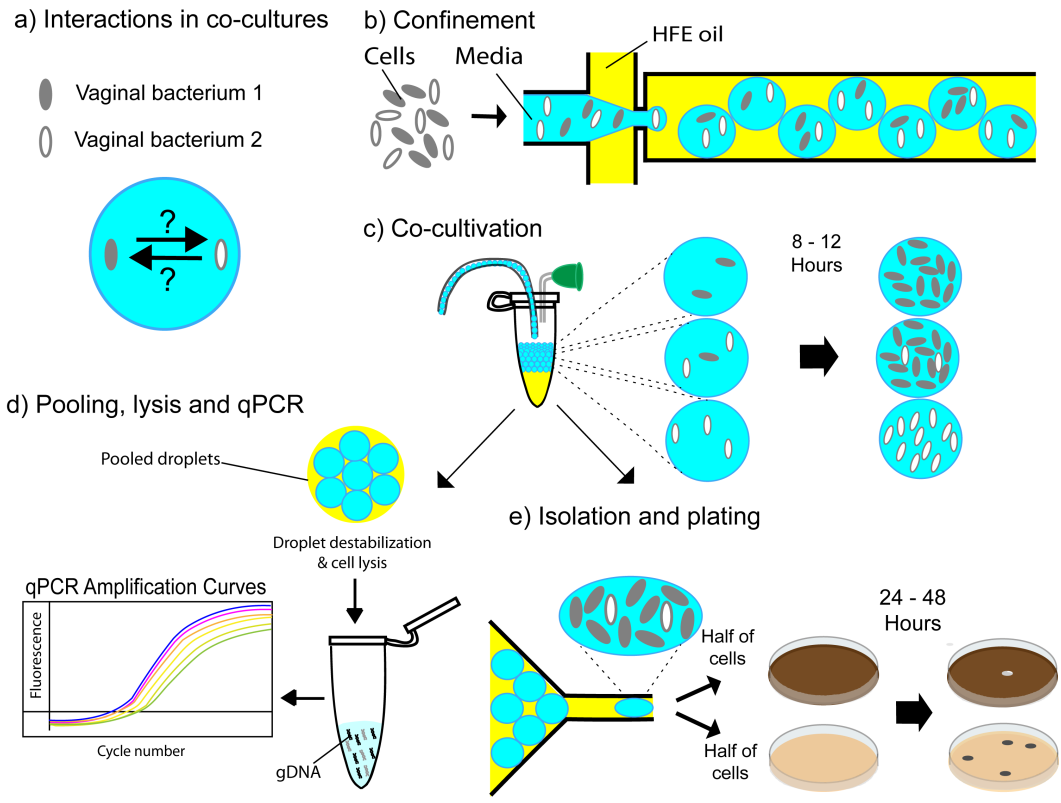 a) Interactions in co-cultures
Vaginal bacterium 1
Vaginal bacterium 2
?
?
b) Confinement
Cells
Media
HFE oil
c) Co-cultivation
8 - 12
Hours
d) Pooling, lysis and qPCR
Pooled droplets
Droplet destabilization
& cell lysis
qPCR Amplification Curves
Fluorescence
Cycle number
gDNA
e) Isolation and plating
Half of
cells
Half of
cells
24 - 48
Hours